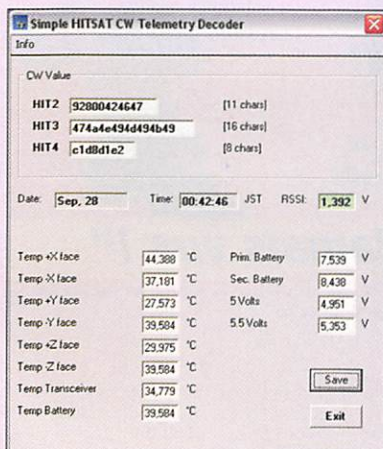 Simple HITSAT CW Telemetry Decoder
Info
CW Value
HIT2 92800424647 [11 chars]
HIT3 474a4e494d494b49 [16 chars]
HIT4 c1d8d1e2 [8 chars]
Date: Sep, 28 Time: 00:42:46 JST RSSI: 1,392 V
Temp +X face 44,388 °C Prim. Battery 7,539 V
Temp -X face 37,181 °C Sec. Battery 8,438 V
Temp +Y face 27,573 °C 5 Volts 4,951 V
Temp -Y face 39,584 °C 5.5 Volts 5,353 V
Temp +Z face 29,975 °C
Temp -Z face 39,584 °C
Temp Transceiver 34,779 °C
Temp Battery 39,584 °C
Save
Exit